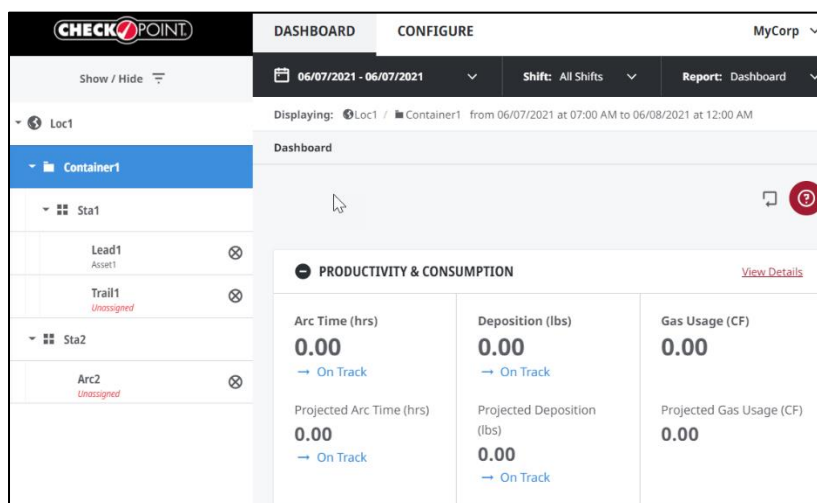 CHECKPOINT.
DASHBOARD CONFIGURE MyCorp
Show / Hide
06/07/2021 - 06/07/2021 Shift: All Shifts Report: Dashboard
Loc1
Displaying: Loc1 / Container1 from 06/07/2021 at 07:00 AM to 06/08/2021 at 12:00 AM
Container1
Dashboard
Sta1
Lead1
Asset1
Trail1
Unassigned
Sta2
Arc2
Unassigned
PRODUCTIVITY & CONSUMPTION View Details
Arc Time (hrs) Deposition (lbs) Gas Usage (CF)
0.00 0.00 0.00
→ On Track → On Track
Projected Arc Time (hrs) Projected Deposition (lbs) Projected Gas Usage (CF)
0.00 0.00 0.00
→ On Track → On Track